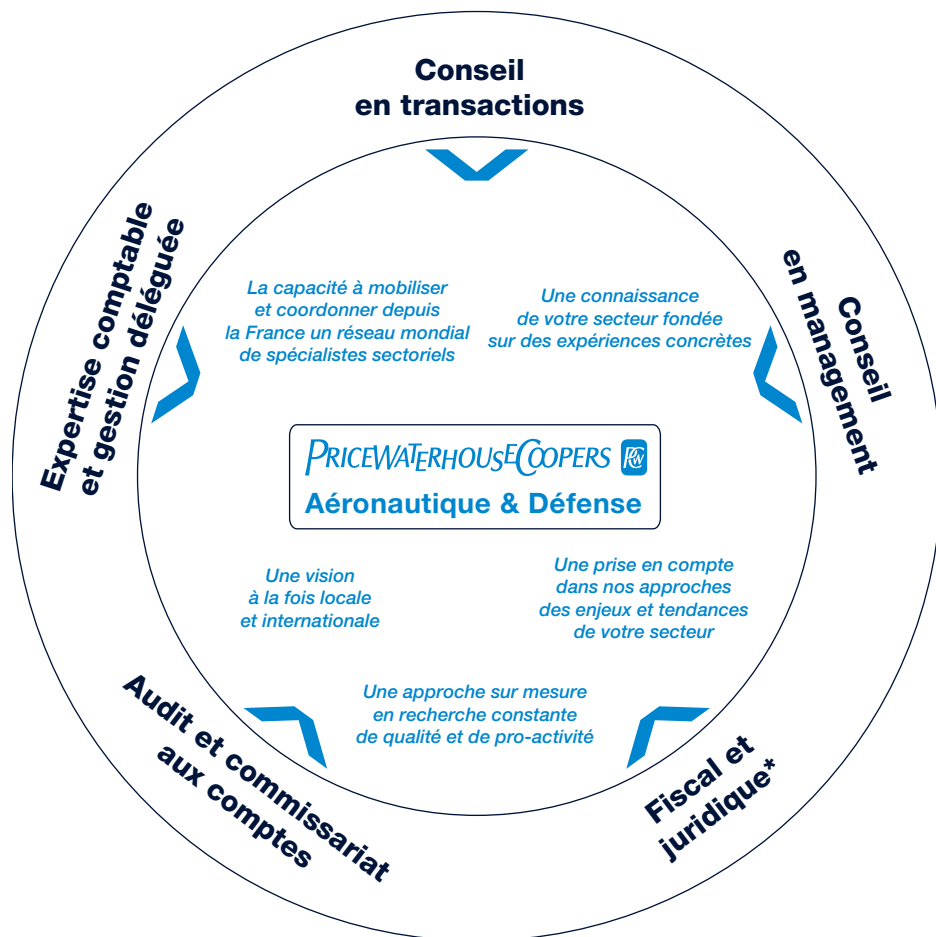 Conseil
en transactions
Expertise comptable
et gestion déléguée
Conseil
en management
La capacité à mobiliser
et coordonner depuis
la France un réseau mondial
de spécialistes sectoriels
Une connaissance
de votre secteur fondée
sur des expériences concrètes
PRICEWATERHOUSECOOPERS PwC
Aéronautique & Défense
Une vision
à la fois locale
et internationale
Une prise en compte
dans nos approches
des enjeux et tendances
de votre secteur
Une approche sur mesure
en recherche constante
de qualité et de pro-activité
Audit et commissariat
aux comptes
Fiscal et
juridique*